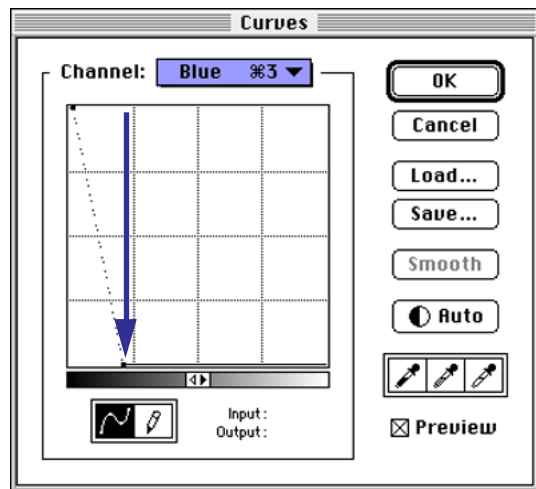 Curves
Channel: Blue ⌘3
OK
Cancel
Load...
Save...
Smooth
Auto
Input:
Output:
Preview